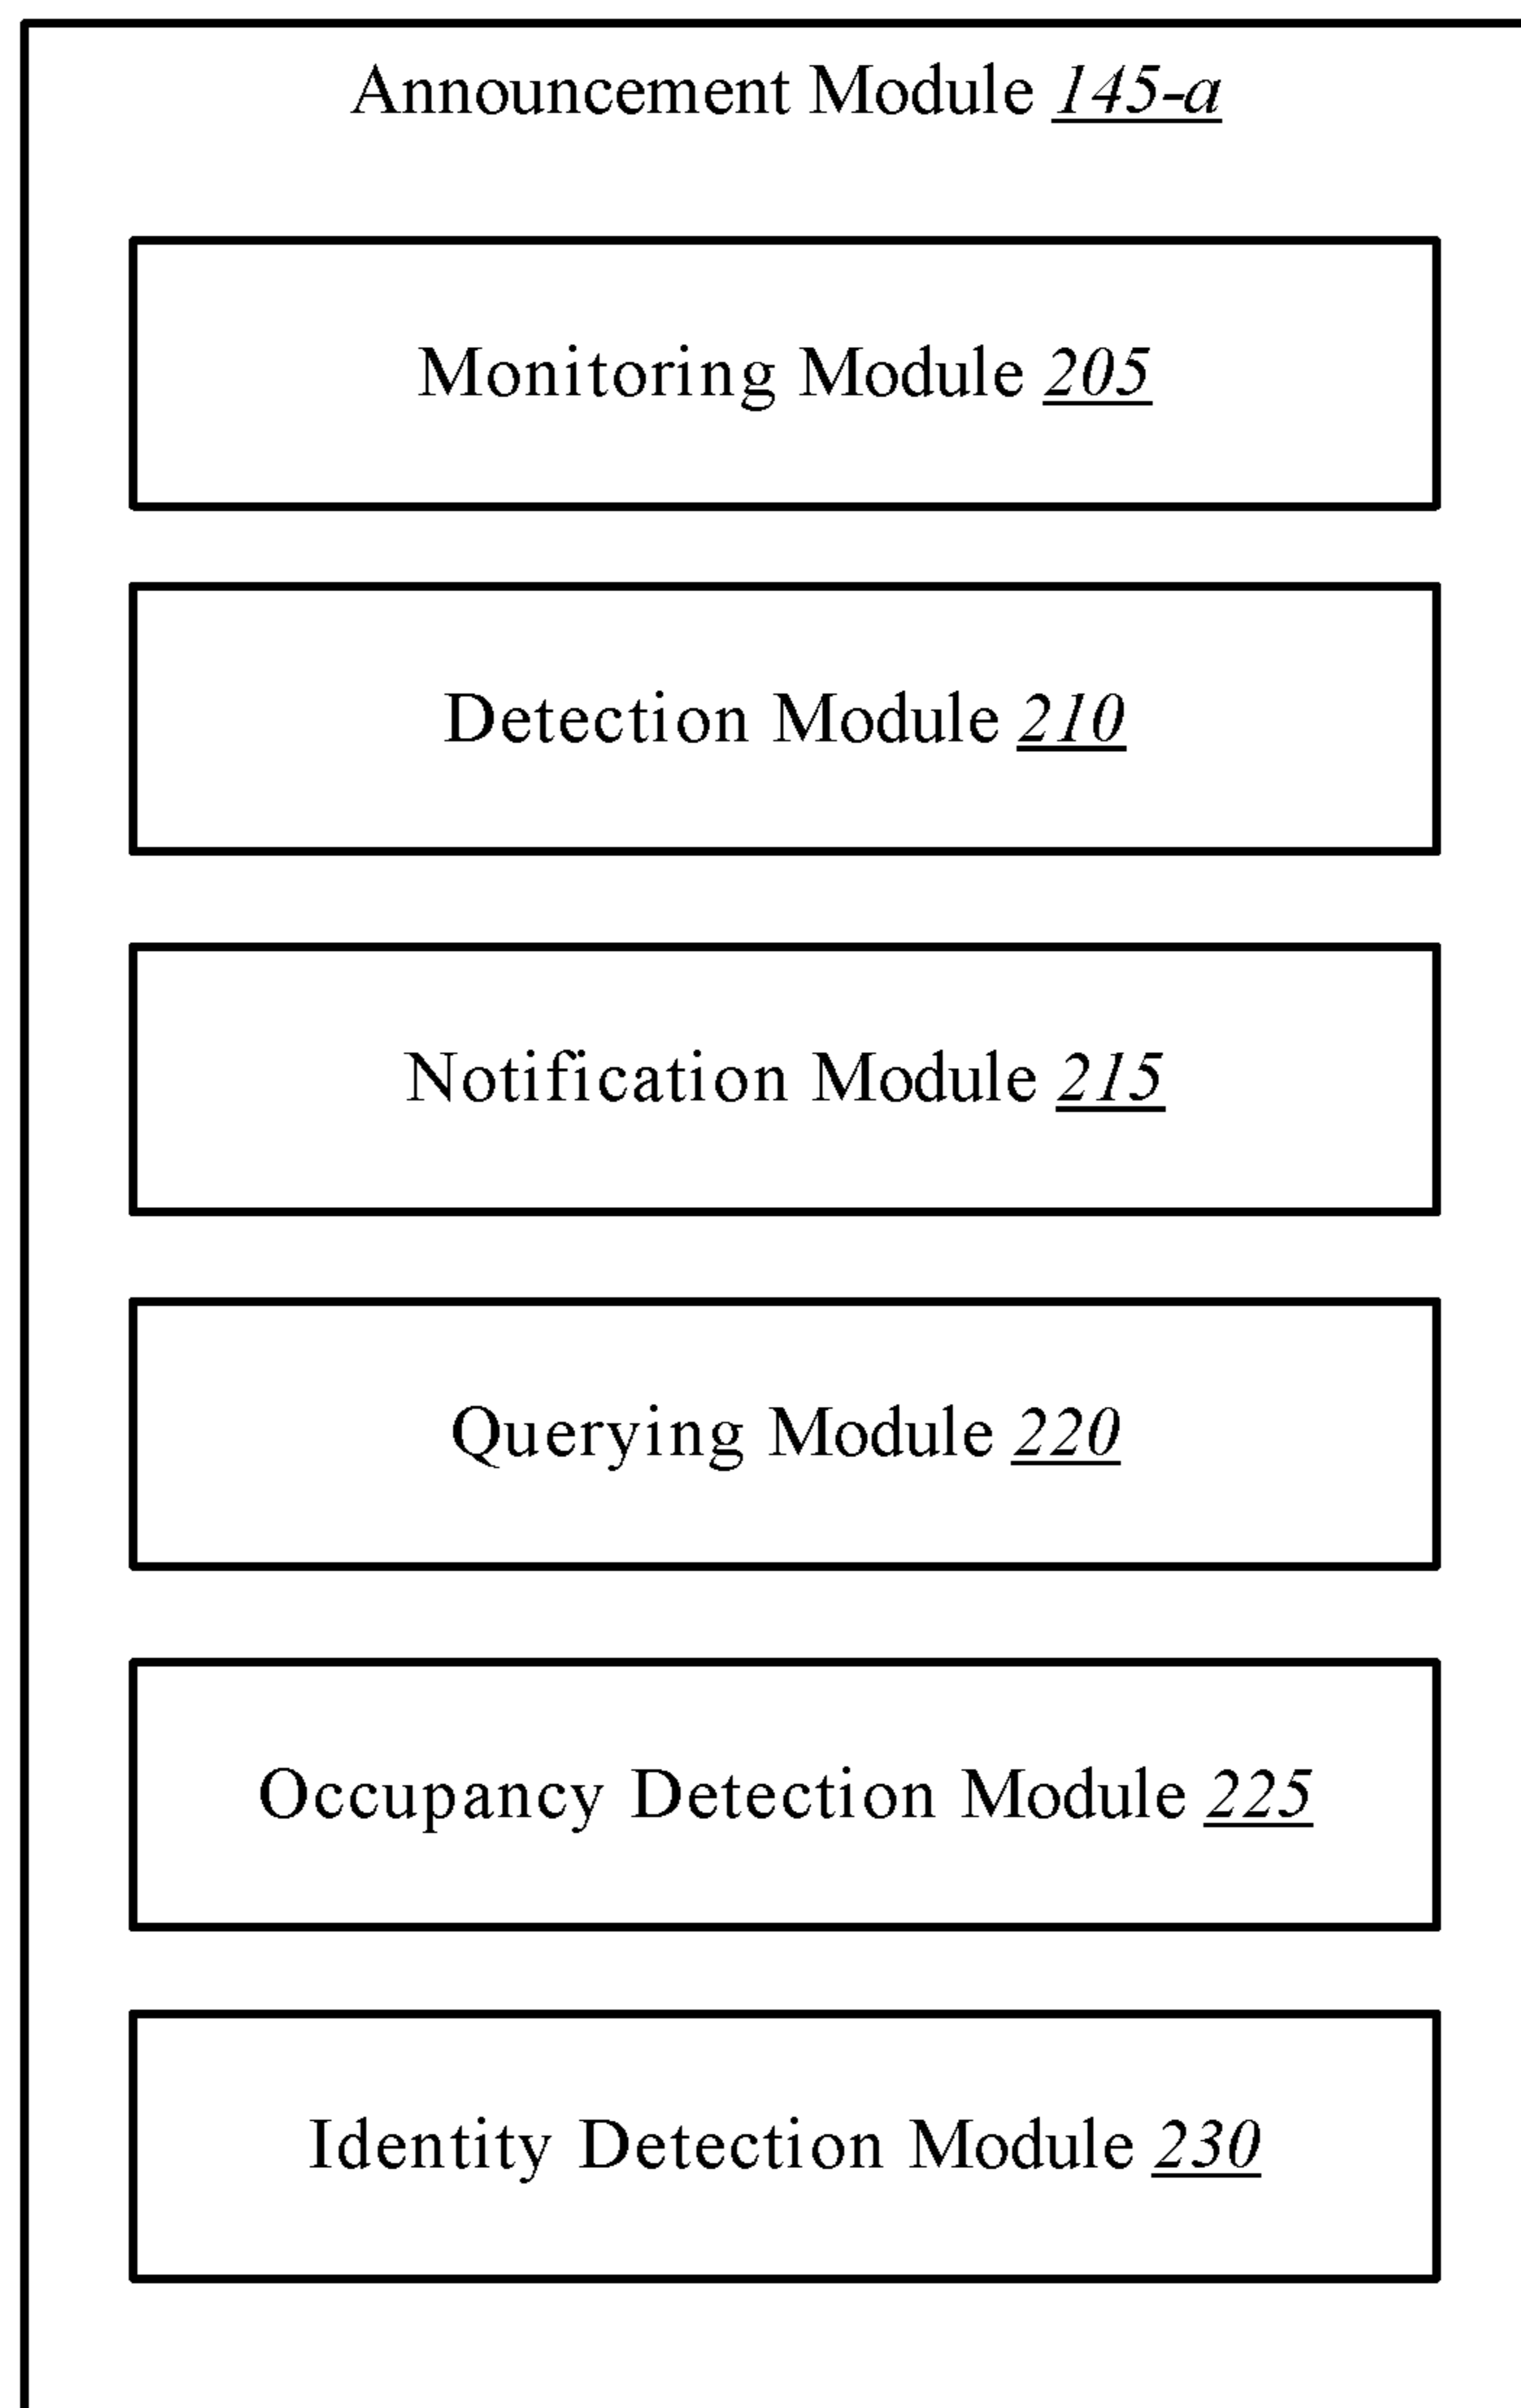 Announcement Module 145-a
Monitoring Module 205
Detection Module 210
Notification Module 215
Querying Module 220
Occupancy Detection Module 225
Identity Detection Module 230